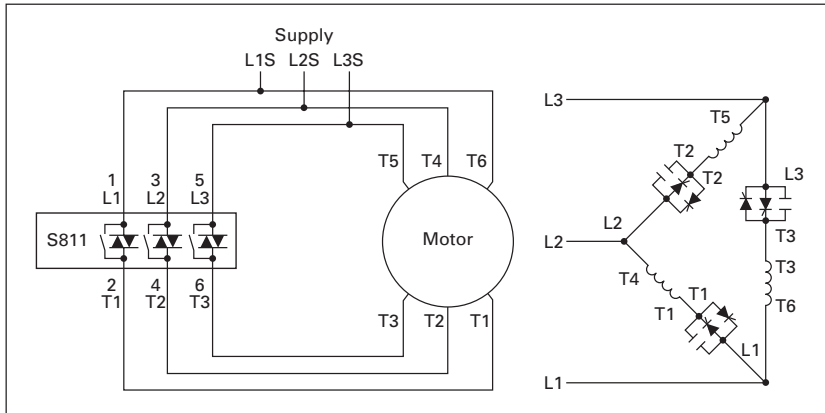 Supply
L1S L2S L3S
T5 T4 T6
1 3 5
L1 L2 L3
S811
Motor
2 4 6
T1 T2 T3
T3 T2 T1
L3
T5
T2
T2
L3
L2
L2
T3
T4
T1
T3
T1
T6
L1
L1